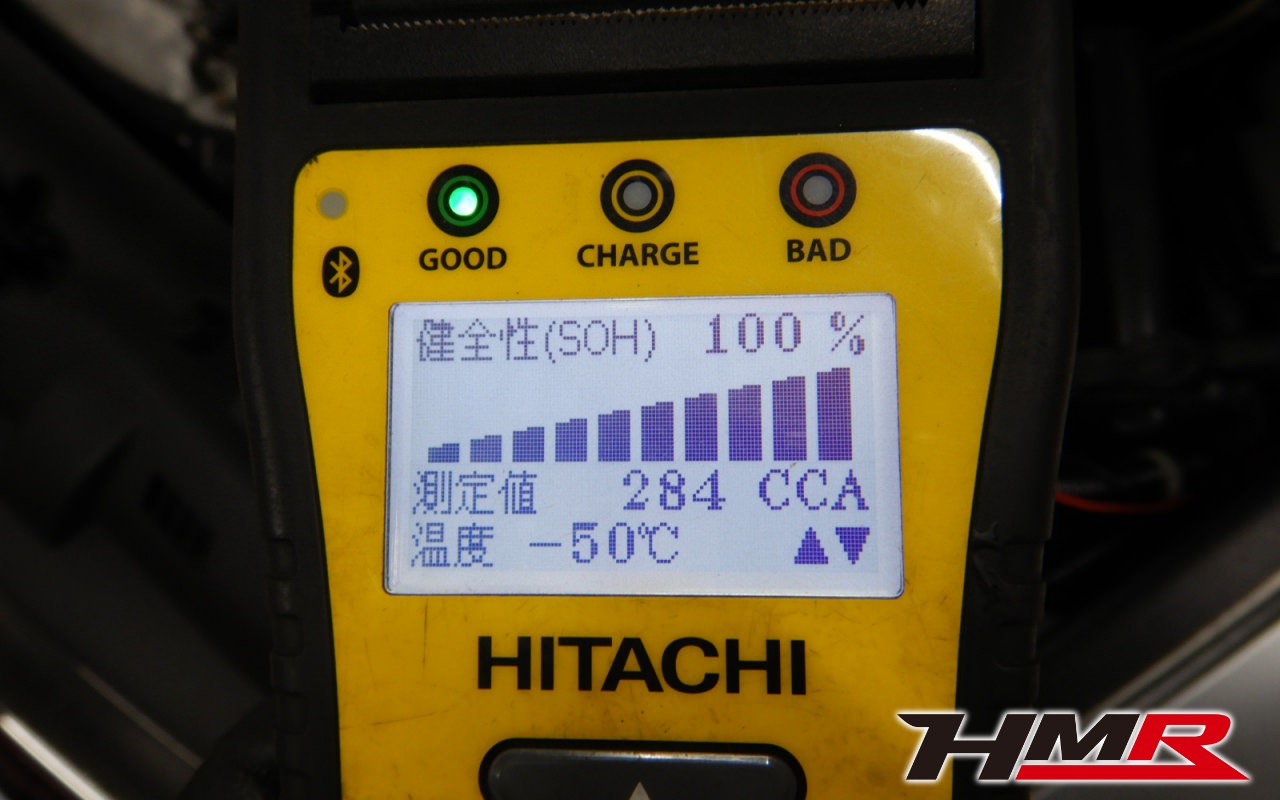 GOOD CHARGE BAD
健全性(SOH) 100 %
測定値 284 CCA
温度 -50℃ ▲▼
HITACHI
HMR